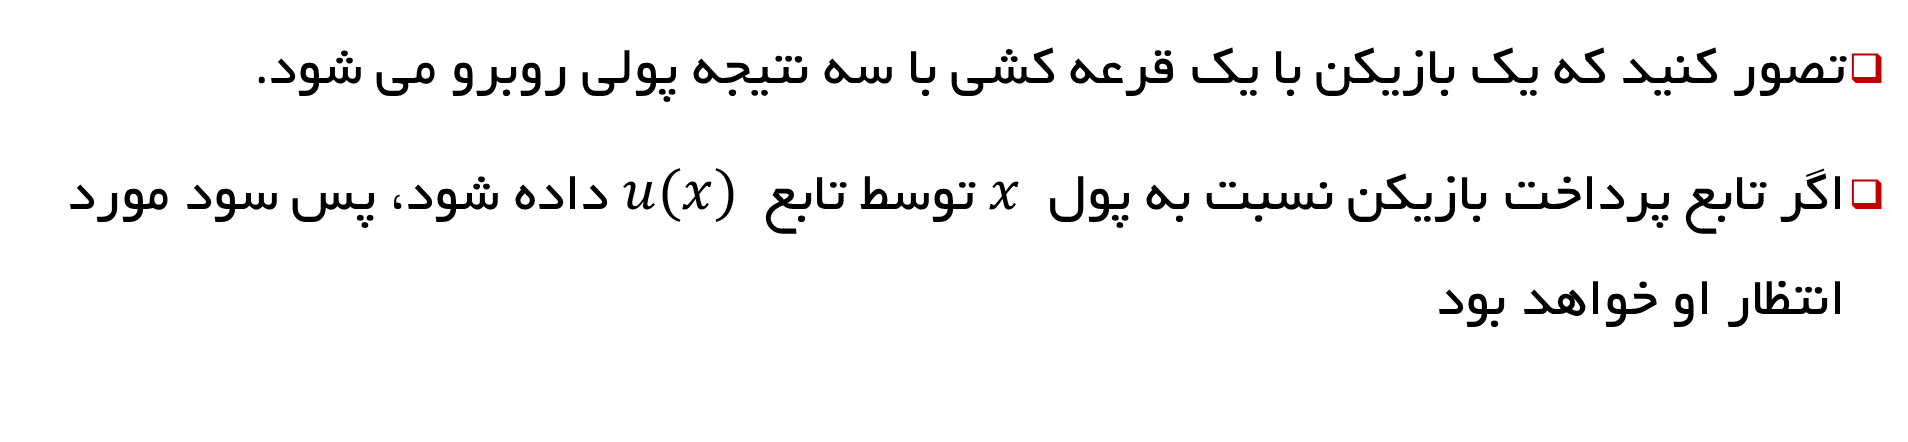 ❑تصور کنید که یک بازیکن با یک قرعه کشی با سه نتیجه پولی روبرو می شود.
❑اگر تابع پرداخت بازیکن نسبت به پول x توسط تابع u(x) داده شود، پس سود مورد
انتظار او خواهد بود